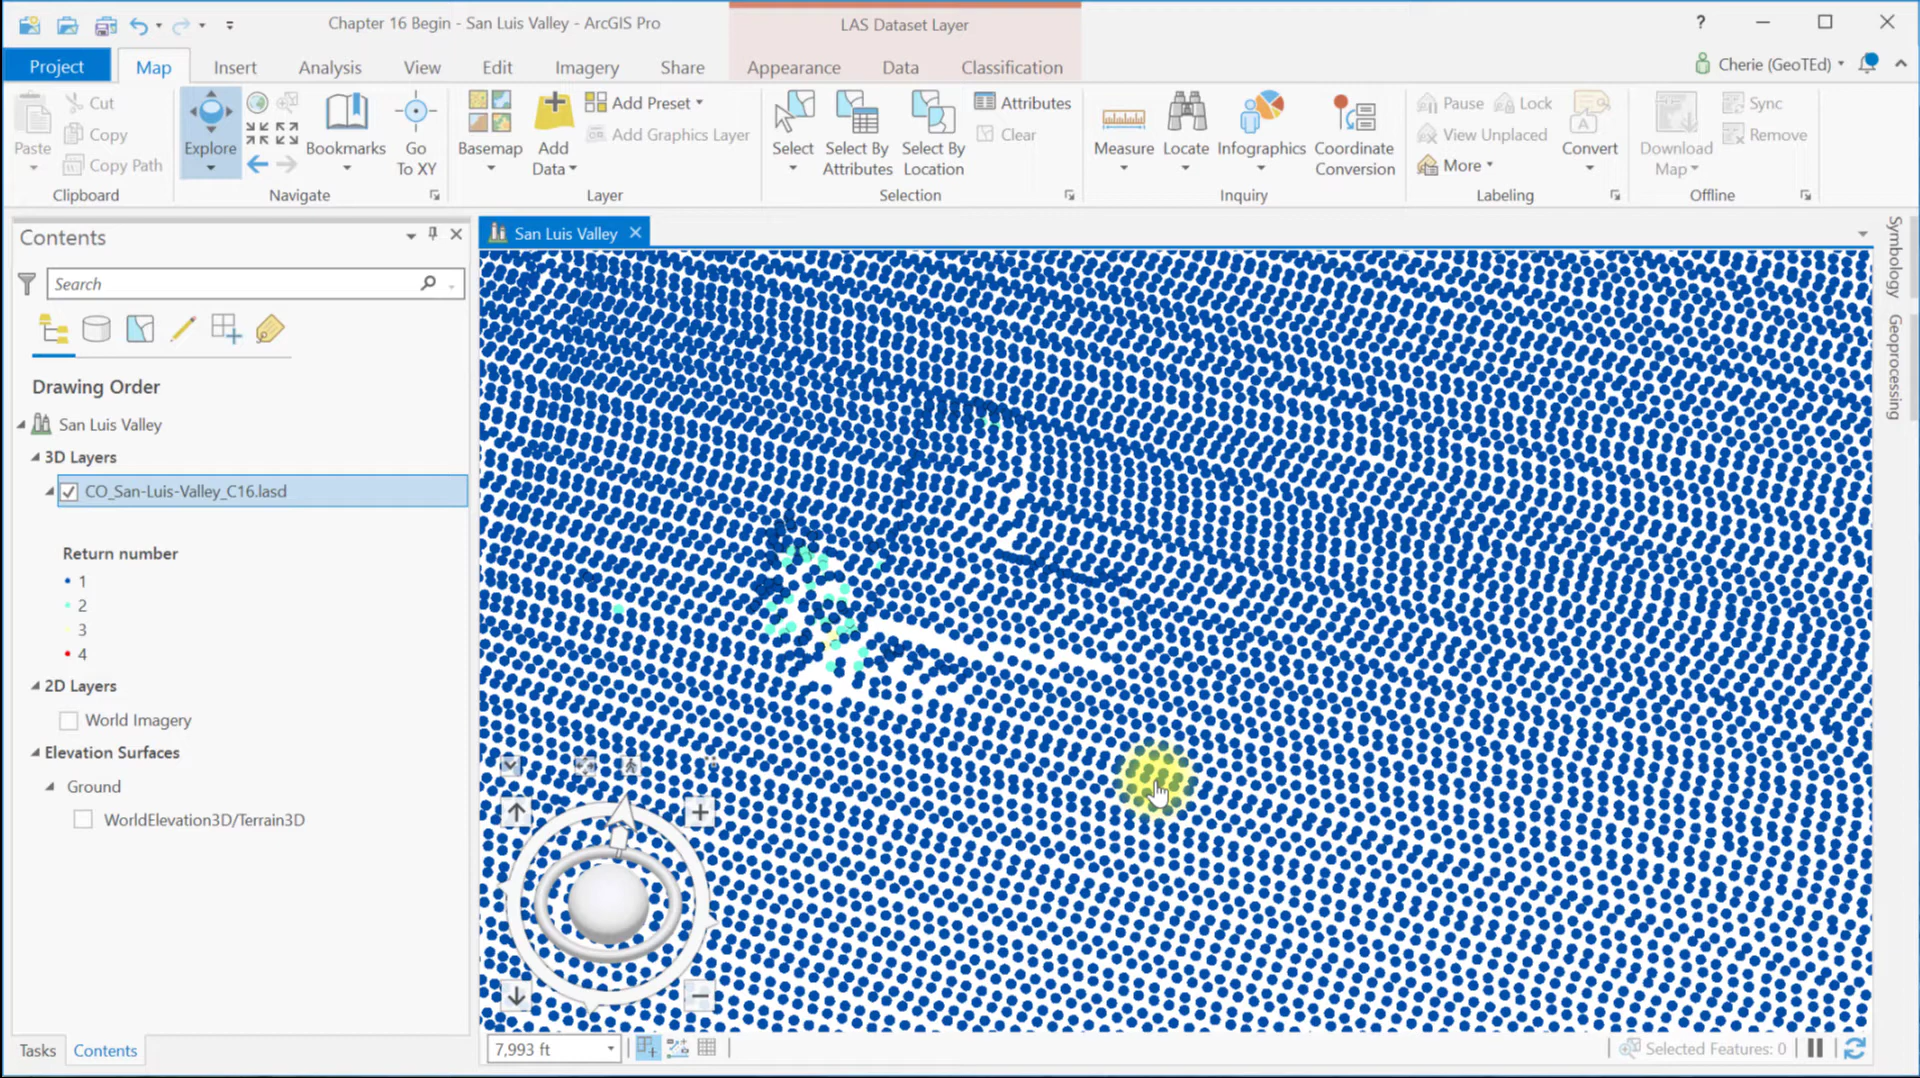 Chapter 16 Begin - San Luis Valley - ArcGIS Pro
LAS Dataset Layer
?
Project
Map
Insert
Analysis
View
Edit
Imagery
Share
Appearance
Data
Classification
Cherie (GeoTEd)
Paste
Cut
Copy
Copy Path
Clipboard
Explore
Bookmarks
Go To XY
Navigate
Basemap
Add Data
Add Preset
Add Graphics Layer
Layer
Select
Select By Attributes
Select By Location
Attributes
Clear
Selection
Measure
Locate
Infographics
Coordinate Conversion
Inquiry
Pause
Lock
View Unplaced
More
Convert
Labeling
Download Map
Sync
Remove
Offline
Contents
Search
Drawing Order
San Luis Valley
3D Layers
CO_San-Luis-Valley_C16.lasd
Return number
1
2
3
4
2D Layers
World Imagery
Elevation Surfaces
Ground
WorldElevation3D/Terrain3D
Tasks
Contents
San Luis Valley
7,993 ft
Selected Features: 0
Symbology
Geoprocessing